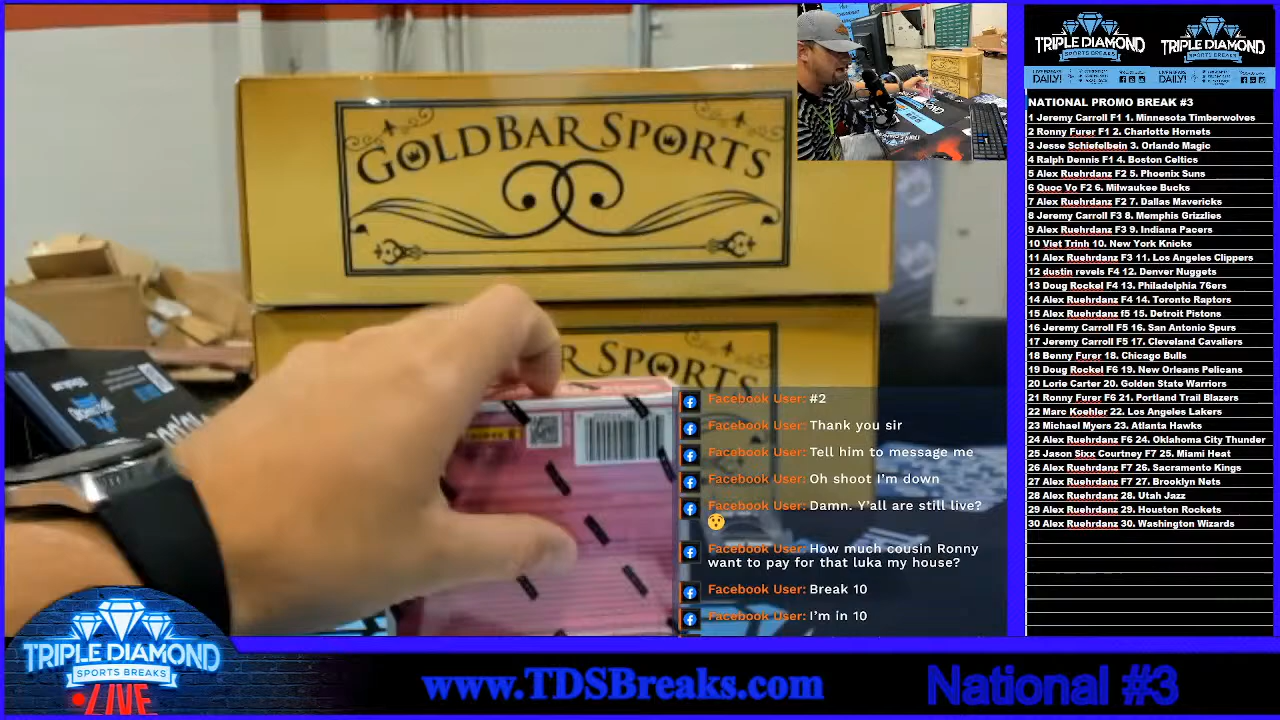 GOLDBAR SPORTS
BAR SPORTS
TRIPLE DIAMOND
SPORTS BREAKS
LIVE
Facebook User: #2
Facebook User: Thank you sir
Facebook User: Tell him to message me
Facebook User: Oh shoot I'm down
Facebook User: Damn. Y'all are still live?
😲
Facebook User: How much cousin Ronny
want to pay for that luka my house?
Facebook User: Break 10
Facebook User: I'm in 10
www.TDSBreaks.com
National #3
TRIPLE DIAMOND
SPORTS BREAKS
TRIPLE DIAMOND
SPORTS BREAKS
LIVE BREAKS
DAILY!
LIVE BREAKS
DAILY!
NATIONAL PROMO BREAK #3
1 Jeremy Carroll F1 1. Minnesota Timberwolves
2 Ronny Furer F1 2. Charlotte Hornets
3 Jesse Schiefelbein 3. Orlando Magic
4 Ralph Dennis F1 4. Boston Celtics
5 Alex Ruehrdanz F2 5. Phoenix Suns
6 Quoc Vo F2 6. Milwaukee Bucks
7 Alex Ruehrdanz F2 7. Dallas Mavericks
8 Jeremy Carroll F3 8. Memphis Grizzlies
9 Alex Ruehrdanz F3 9. Indiana Pacers
10 Viet Trinh 10. New York Knicks
11 Alex Ruehrdanz F3 11. Los Angeles Clippers
12 dustin revels F4 12. Denver Nuggets
13 Doug Rockel F4 13. Philadelphia 76ers
14 Alex Ruehrdanz F4 14. Toronto Raptors
15 Alex Ruehrdanz f5 15. Detroit Pistons
16 Jeremy Carroll F5 16. San Antonio Spurs
17 Jeremy Carroll F5 17. Cleveland Cavaliers
18 Benny Furer 18. Chicago Bulls
19 Doug Rockel F6 19. New Orleans Pelicans
20 Lorie Carter 20. Golden State Warriors
21 Ronny Furer F6 21. Portland Trail Blazers
22 Marc Koehler 22. Los Angeles Lakers
23 Michael Myers 23. Atlanta Hawks
24 Alex Ruehrdanz F6 24. Oklahoma City Thunder
25 Jason Sixx Courtney F7 25. Miami Heat
26 Alex Ruehrdanz F7 26. Sacramento Kings
27 Alex Ruehrdanz F7 27. Brooklyn Nets
28 Alex Ruehrdanz 28. Utah Jazz
29 Alex Ruehrdanz 29. Houston Rockets
30 Alex Ruehrdanz 30. Washington Wizards